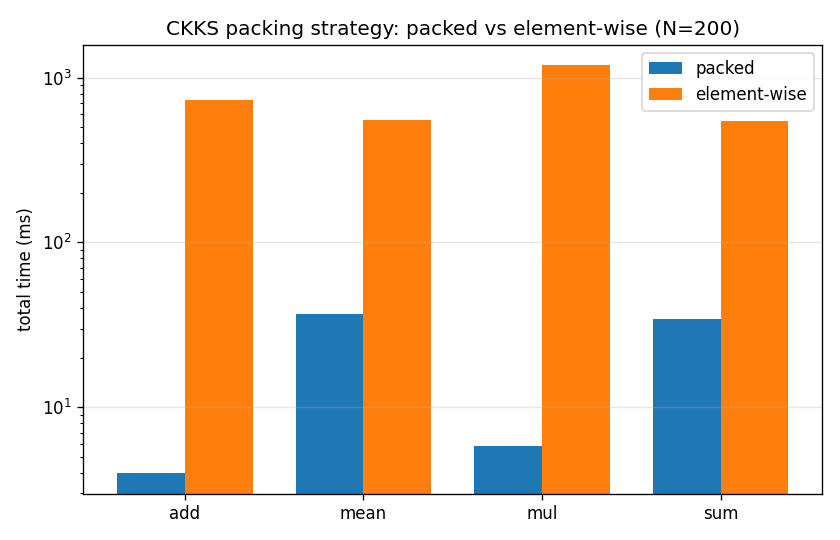 CKKS packing strategy: packed vs element-wise (N=200)
packed
element-wise
total time (ms)
10³
10²
10¹
add
mean
mul
sum